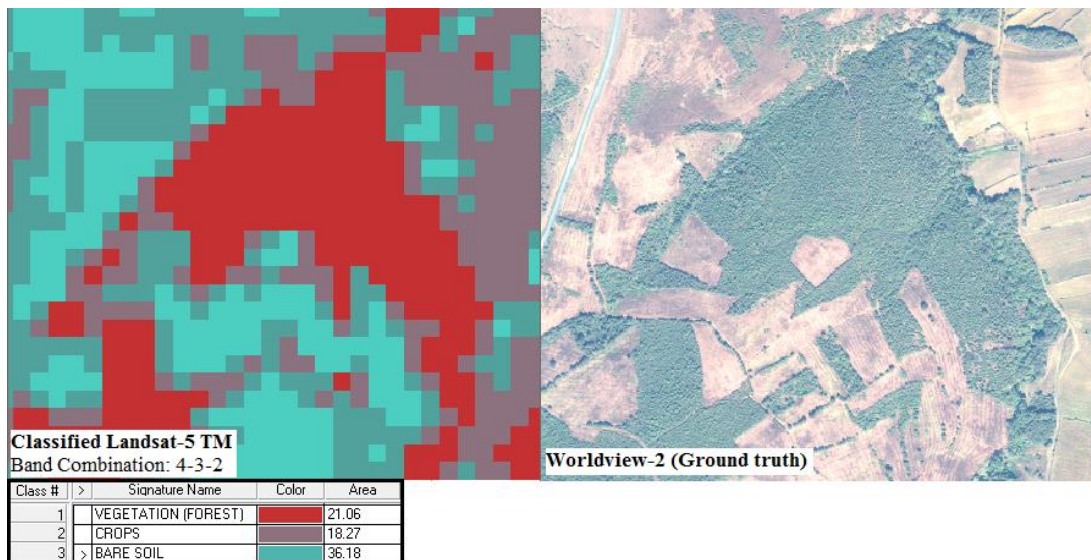 Classified Landsat-5 TM
Band Combination: 4-3-2
Worldview-2 (Ground truth)
Class # > Signature Name Color Area
1 VEGETATION (FOREST) 21.06
2 CROPS 18.27
3 > BARE SOIL 36.18